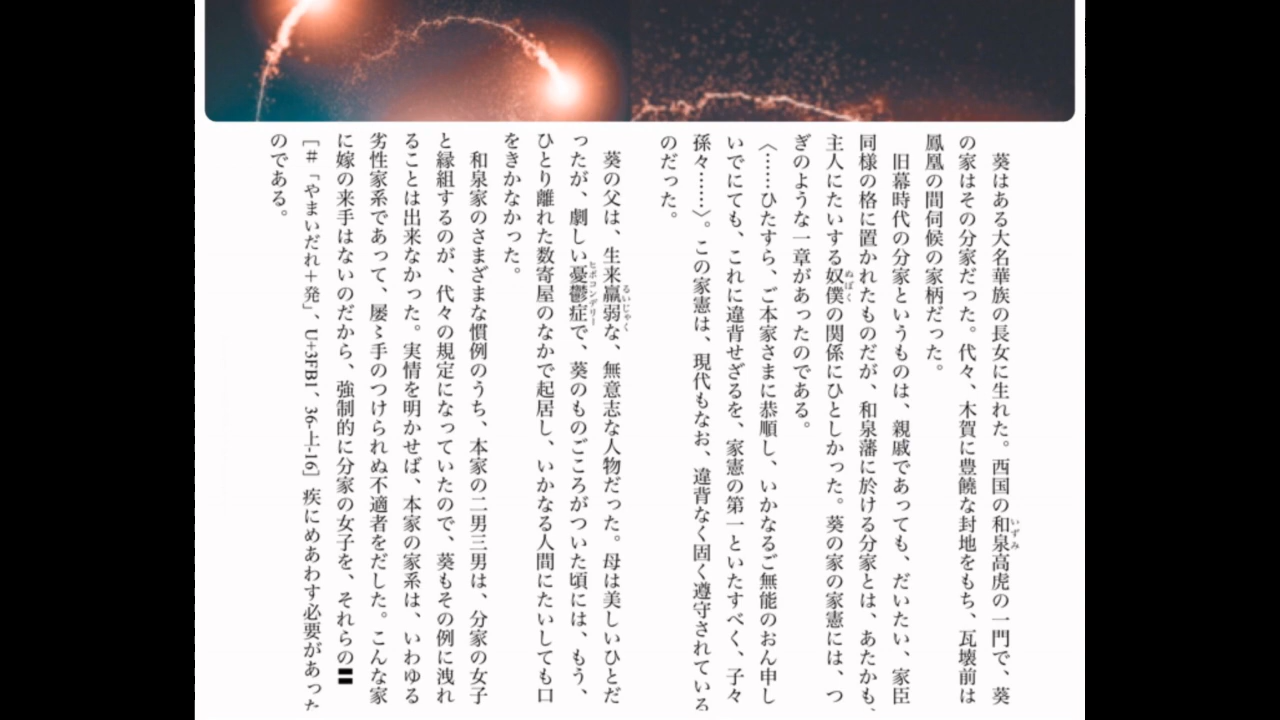 葵はある大名華族の長女に生れた。西国の和泉高虎の一門で、葵
の家はその分家だった。代々、木賀に豊饒な封地をもち、瓦壊前は
鳳凰の間伺候の家柄だった。
旧幕時代の分家というものは、親戚であっても、だいたい、家臣
同様の格に置かれたものだが、和泉藩に於ける分家とは、あたかも、
主人にたいする奴僕の関係にひとしかった。葵の家の家憲には、つ
ぎのような一章があったのである。
〈……ひたすら、ご本家さまに恭順し、いかなるご無能のおん申し
いでにても、これに違背せざるを、家憲の第一といたすべく、子々
孫々……〉。この家憲は、現代もなお、違背なく固く遵守されている
のだった。
葵の父は、生来羸弱な、無意志な人物だった。母は美しいひとだ
ったが、劇しい憂鬱症で、葵のものごころがついた頃には、もう、
ひとり離れた数寄屋のなかで起居し、いかなる人間にたいしても口
をきかなかった。
和泉家のさまざまな慣例のうち、本家の二男三男は、分家の女子
と縁組するのが、代々の規定になっていたので、葵もその例に洩れ
ることは出来なかった。実情を明かせば、本家の家系は、いわゆる
劣性家系であって、屡〻手のつけられぬ不適者をだした。こんな家
に嫁の来手はないのだから、強制的に分家の女子を、それらの〓
［＃「やまいだれ＋発」、U+3FB1、36-上-16］疾にめあわす必要があった
のである。
いずみ
ぬぼく
るいじゃく
ヒポコンデリー